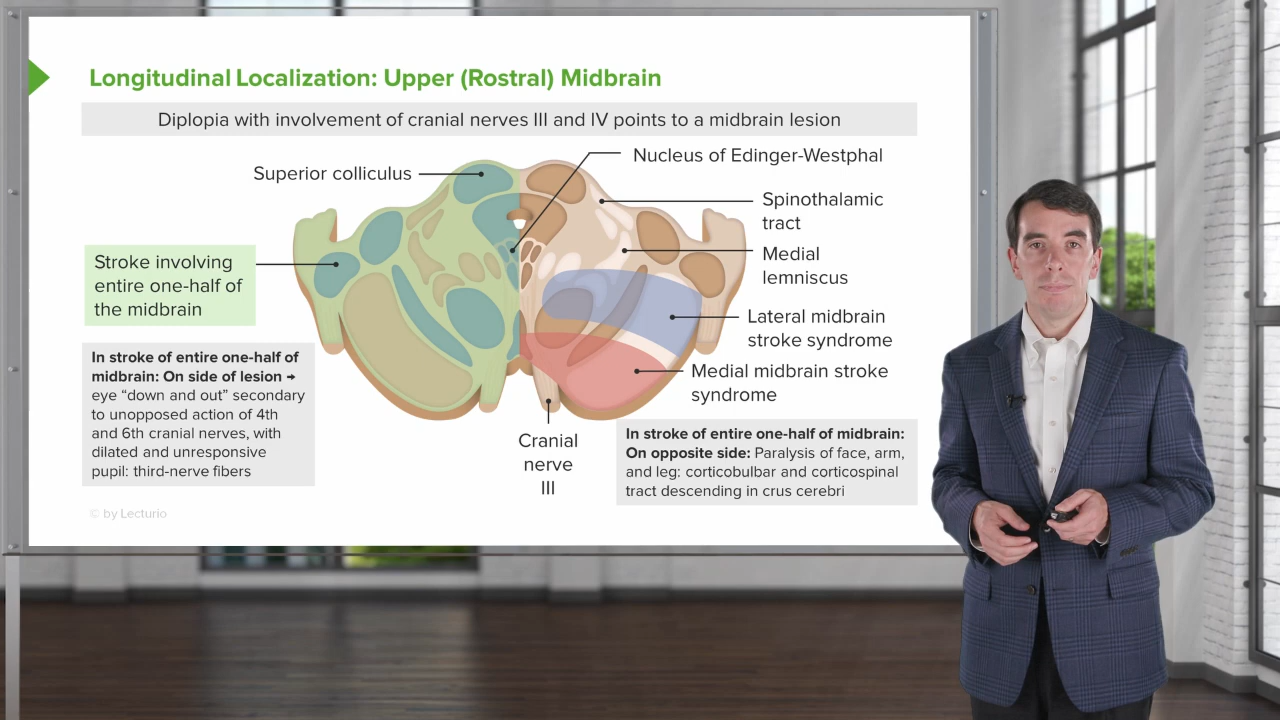 Longitudinal Localization: Upper (Rostral) Midbrain
Diplopia with involvement of cranial nerves III and IV points to a midbrain lesion
Superior colliculus
Nucleus of Edinger-Westphal
Spinothalamic
tract
Medial
lemniscus
Stroke involving
entire one-half of
the midbrain
Lateral midbrain
stroke syndrome
Medial midbrain stroke
syndrome
In stroke of entire one-half of
midbrain: On side of lesion →
eye “down and out” secondary
to unopposed action of 4th
and 6th cranial nerves, with
dilated and unresponsive
pupil: third-nerve fibers
Cranial
nerve
III
In stroke of entire one-half of midbrain:
On opposite side: Paralysis of face, arm,
and leg: corticobulbar and corticospinal
tract descending in crus cerebri
© by Lecturio